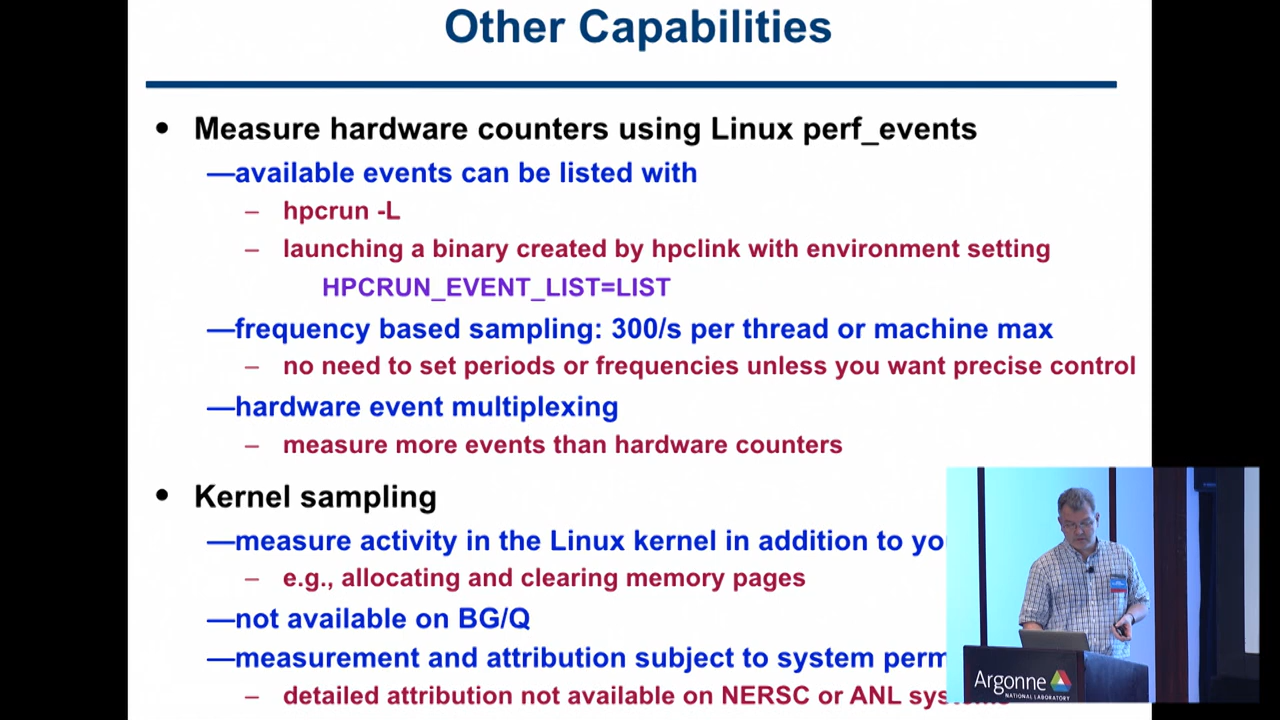 Other Capabilities
• Measure hardware counters using Linux perf_events
—available events can be listed with
– hpcrun -L
– launching a binary created by hpclink with environment setting
HPCRUN_EVENT_LIST=LIST
—frequency based sampling: 300/s per thread or machine max
– no need to set periods or frequencies unless you want precise control
—hardware event multiplexing
– measure more events than hardware counters
• Kernel sampling
—measure activity in the Linux kernel in addition to
– e.g., allocating and clearing memory pages
—not available on BG/Q
—measurement and attribution subject to system
– detailed attribution not available on NERSC or ANL
Argonne
NATIONAL LABORATORY